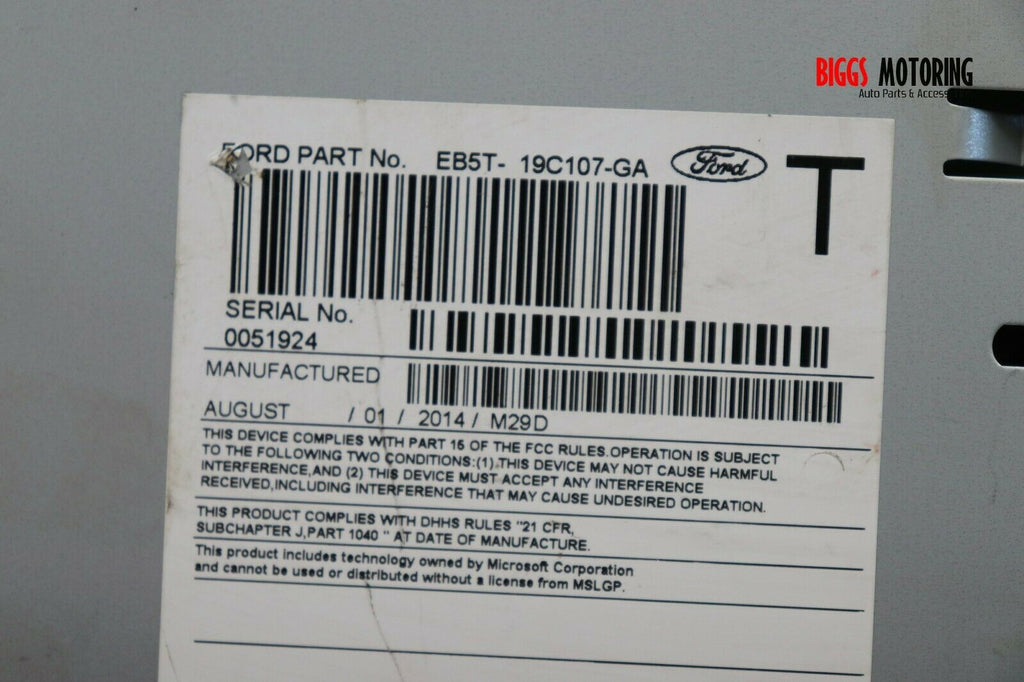 BIGGS MOTORING
Auto Parts & Access
FORD PART No. EB5T- 19C107-GA Ford T
SERIAL No.
0051924
MANUFACTURED
AUGUST / 01 / 2014 / M29D
THIS DEVICE COMPLIES WITH PART 15 OF THE FCC RULES.OPERATION IS SUBJECT
TO THE FOLLOWING TWO CONDITIONS:(1) THIS DEVICE MAY NOT CAUSE HARMFUL
INTERFERENCE,AND (2) THIS DEVICE MUST ACCEPT ANY INTERFERENCE
RECEIVED,INCLUDING INTERFERENCE THAT MAY CAUSE UNDESIRED OPERATION.
THIS PRODUCT COMPLIES WITH DHHS RULES "21 CFR,
SUBCHAPTER J,PART 1040 " AT DATE OF MANUFACTURE.
This product includes technology owned by Microsoft Corporation
and cannot be used or distributed without a license from MSLGP.